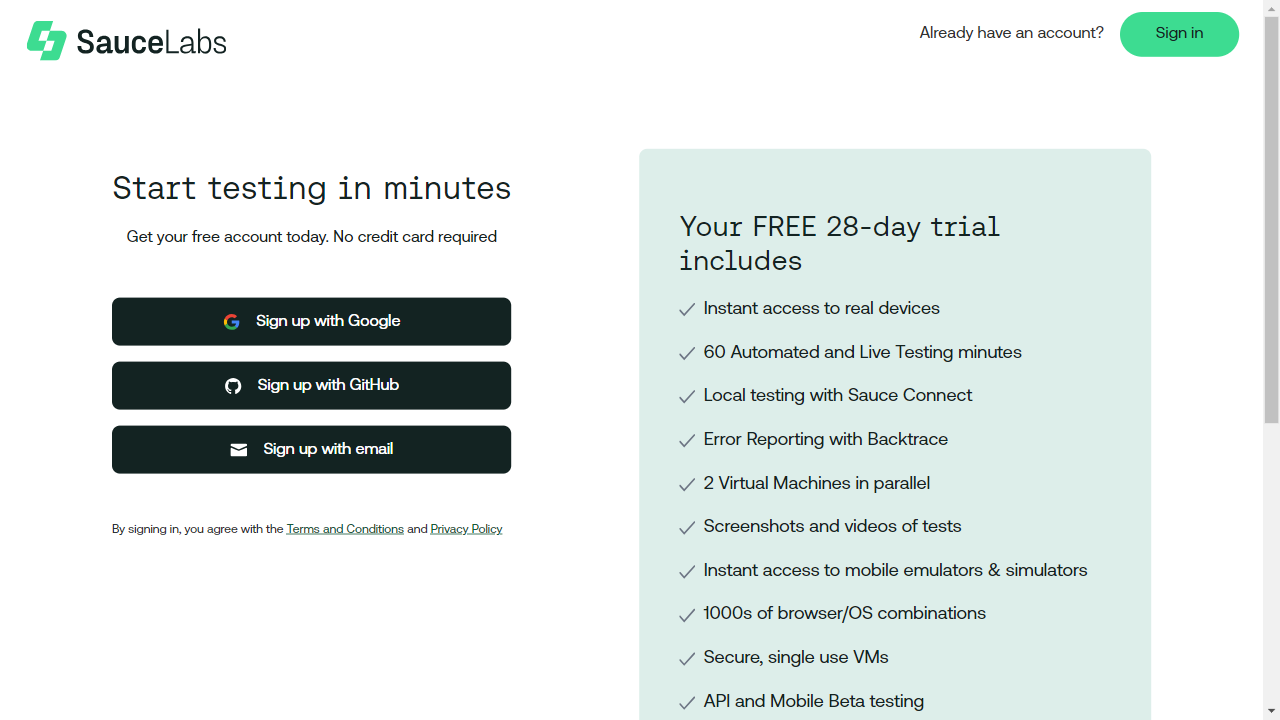 SauceLabs
Already have an account?
Sign in
Start testing in minutes
Get your free account today. No credit card required
Sign up with Google
Sign up with GitHub
Sign up with email
By signing in, you agree with the Terms and Conditions and Privacy Policy
Your FREE 28-day trial
includes
Instant access to real devices
60 Automated and Live Testing minutes
Local testing with Sauce Connect
Error Reporting with Backtrace
2 Virtual Machines in parallel
Screenshots and videos of tests
Instant access to mobile emulators & simulators
1000s of browser/OS combinations
Secure, single use VMs
API and Mobile Beta testing